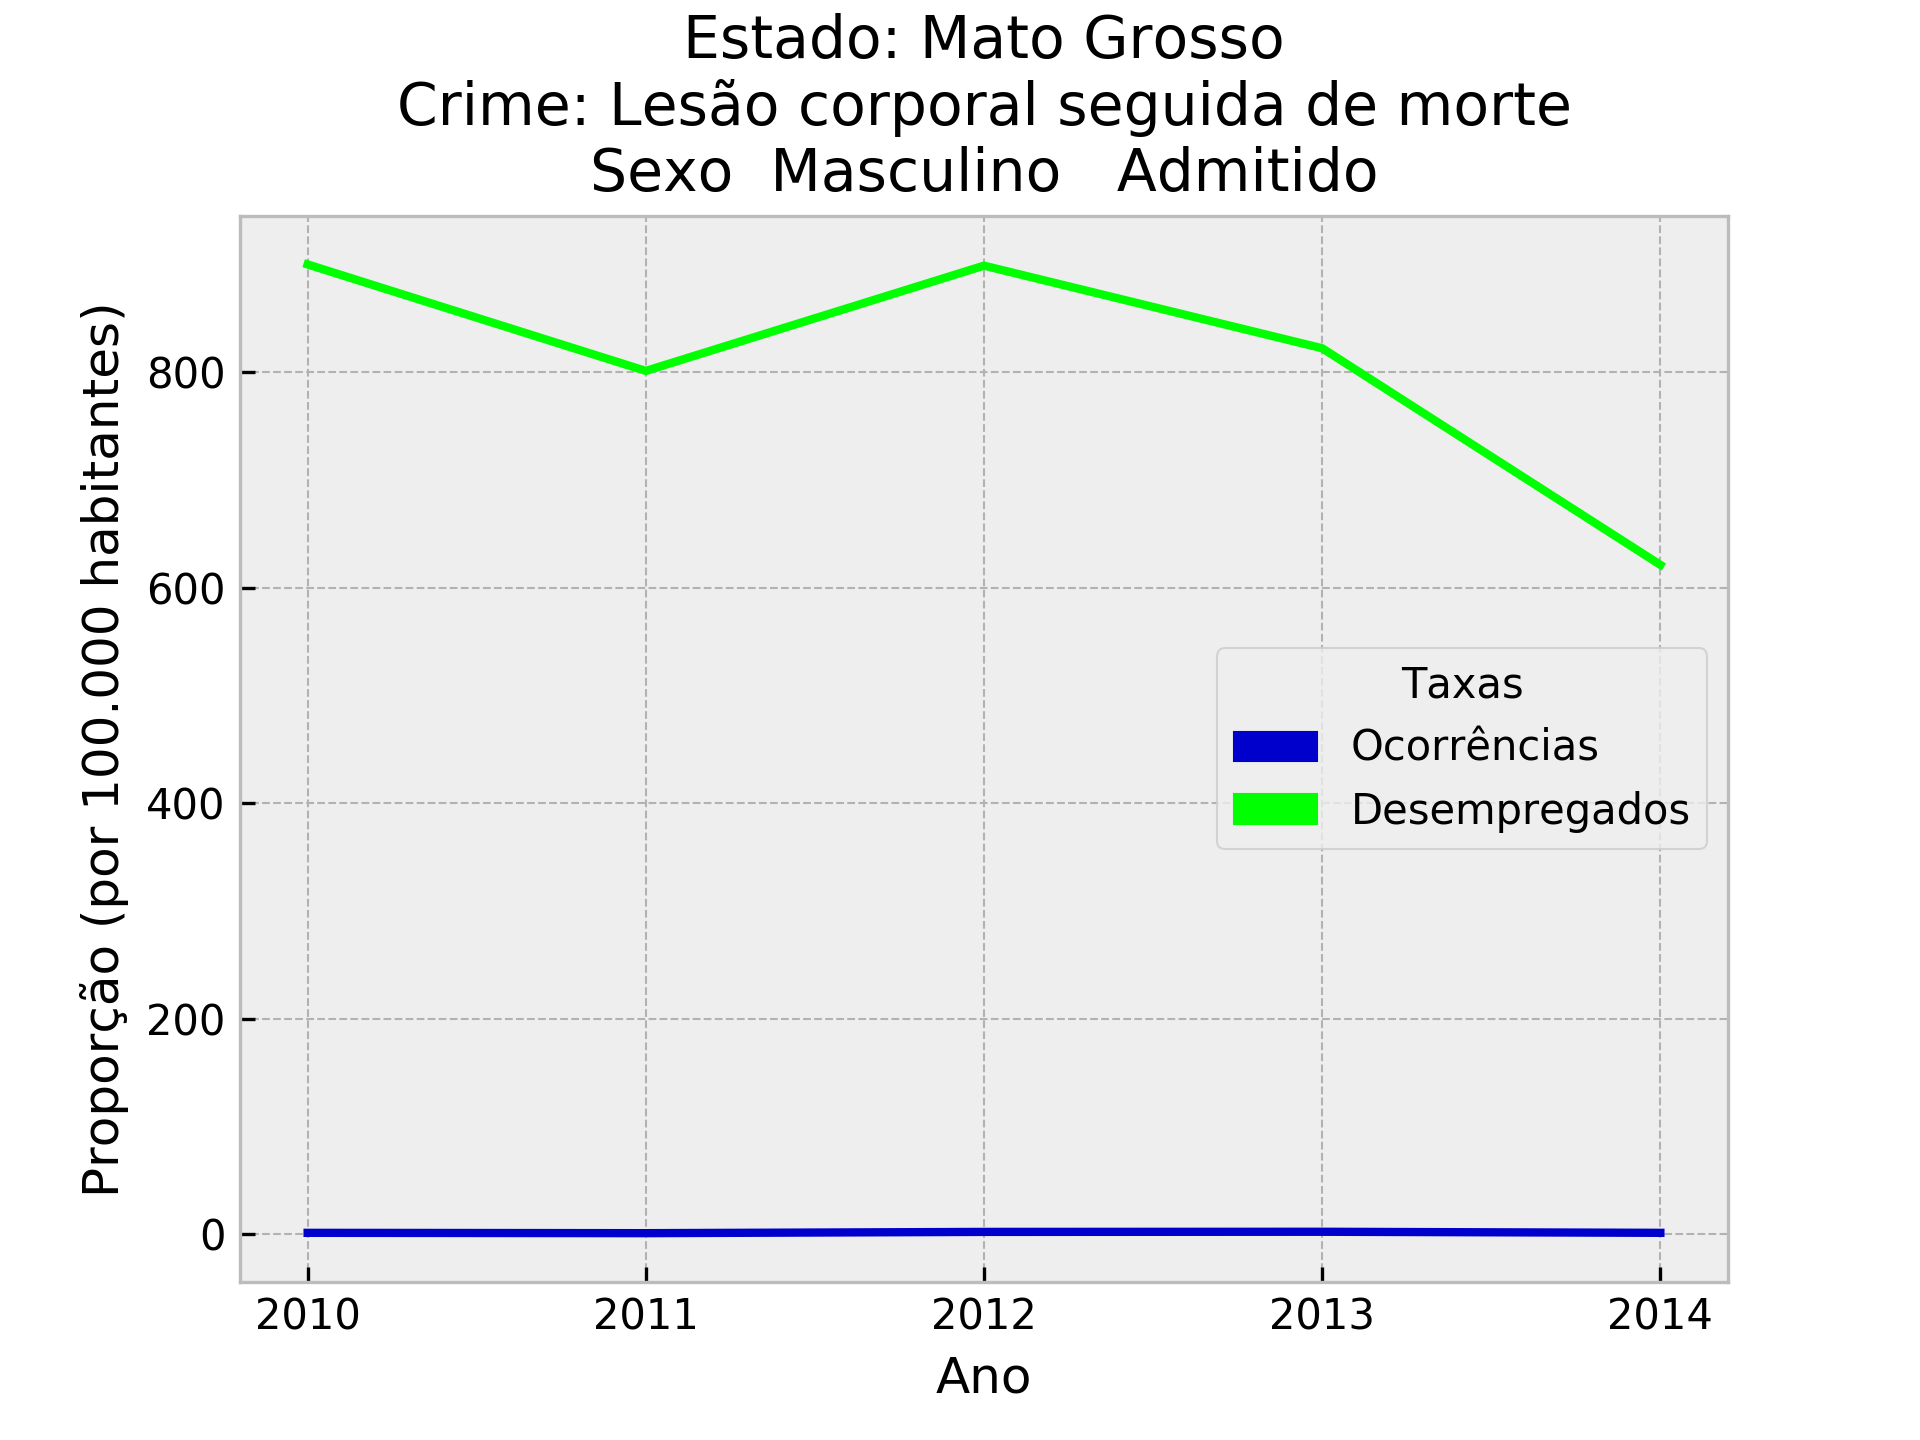 Estado: Mato Grosso
Crime: Lesão corporal seguida de morte
Sexo  Masculino   Admitido
Proporção (por 100.000 habitantes)
800
600
400
200
0
Taxas
Ocorrências
Desempregados
2010
2011
2012
2013
2014
Ano